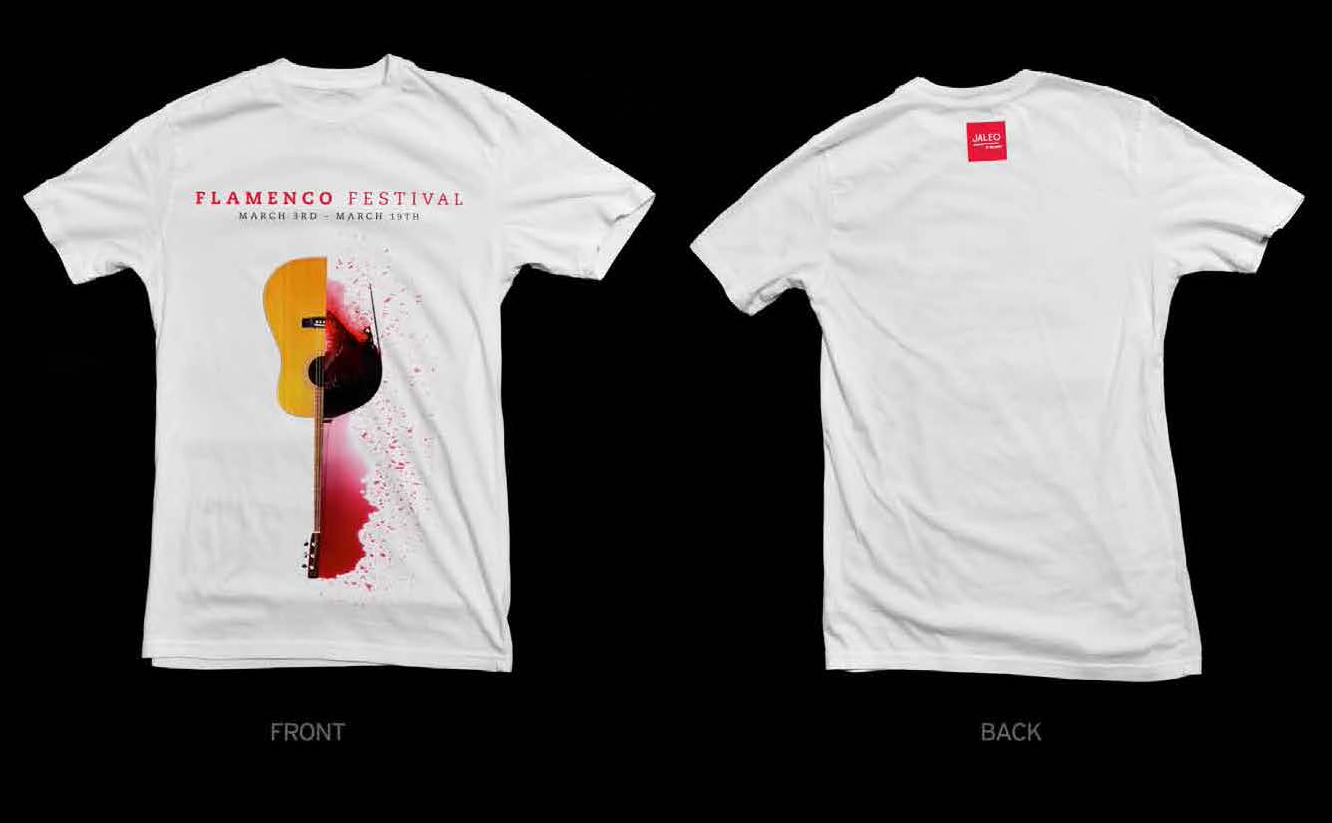 FLAMENCO FESTIVAL
MARCH 3RD – MARCH 19TH
JALEO
FRONT
BACK